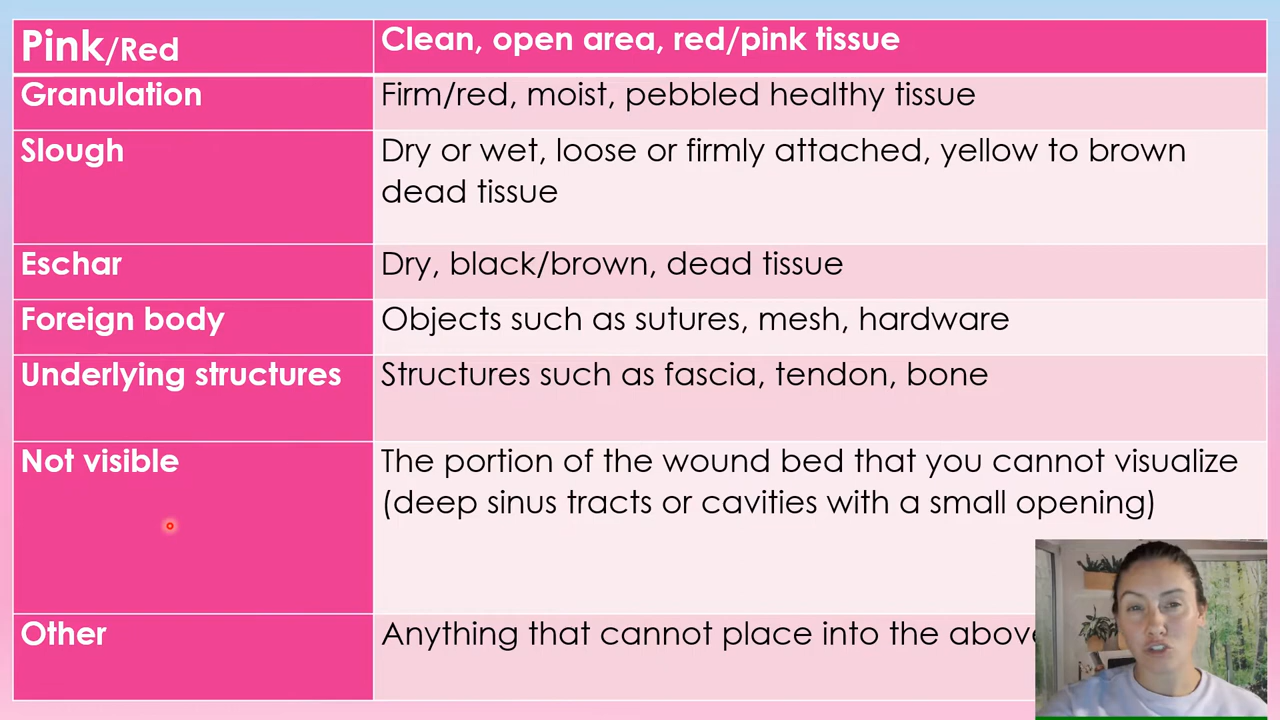 Pink/Red
Clean, open area, red/pink tissue
Granulation
Firm/red, moist, pebbled healthy tissue
Slough
Dry or wet, loose or firmly attached, yellow to brown
dead tissue
Eschar
Dry, black/brown, dead tissue
Foreign body
Objects such as sutures, mesh, hardware
Underlying structures
Structures such as fascia, tendon, bone
Not visible
The portion of the wound bed that you cannot visualize
(deep sinus tracts or cavities with a small opening)
Other
Anything that cannot place into the above